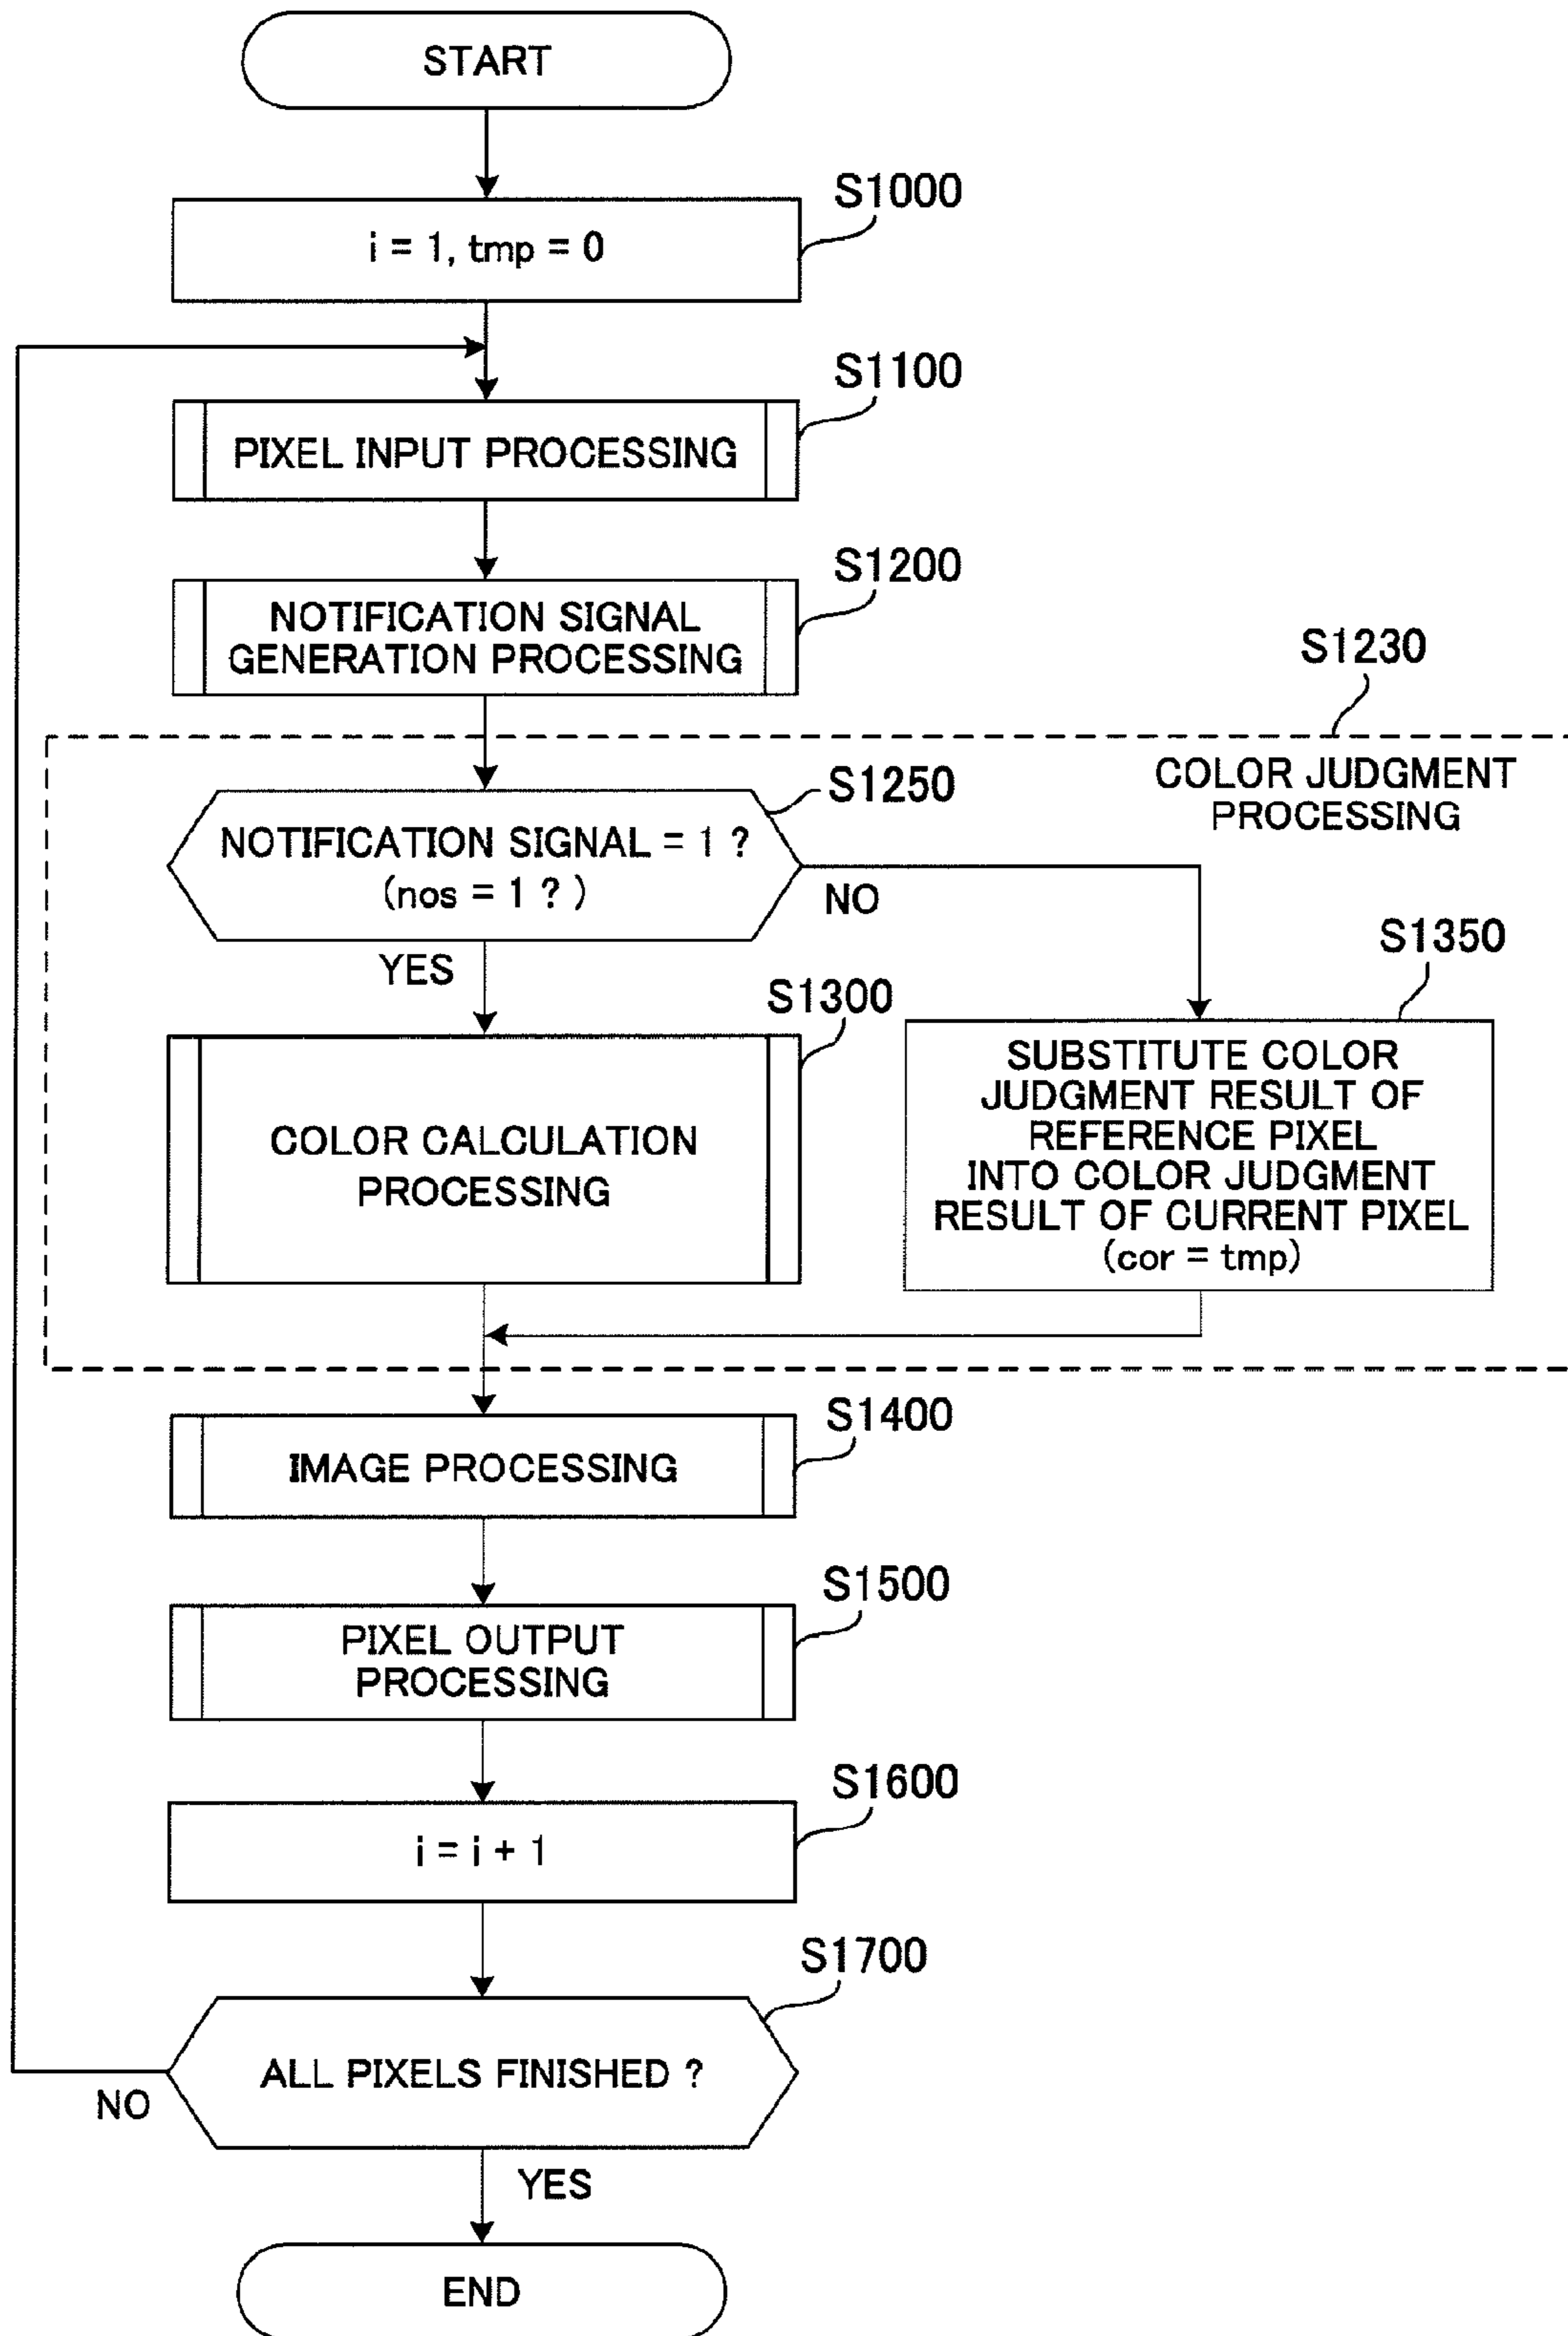 START
S1000
i = 1, tmp = 0
S1100
PIXEL INPUT PROCESSING
S1200
NOTIFICATION SIGNAL
GENERATION PROCESSING
S1230
COLOR JUDGMENT
PROCESSING
S1250
NOTIFICATION SIGNAL = 1 ?
(nos = 1 ? )
NO
YES
S1350
SUBSTITUTE COLOR
JUDGMENT RESULT OF
REFERENCE PIXEL
INTO COLOR JUDGMENT
RESULT OF CURRENT PIXEL
(cor = tmp)
S1300
COLOR CALCULATION
PROCESSING
S1400
IMAGE PROCESSING
S1500
PIXEL OUTPUT
PROCESSING
S1600
i = i + 1
S1700
ALL PIXELS FINISHED ?
NO
YES
END